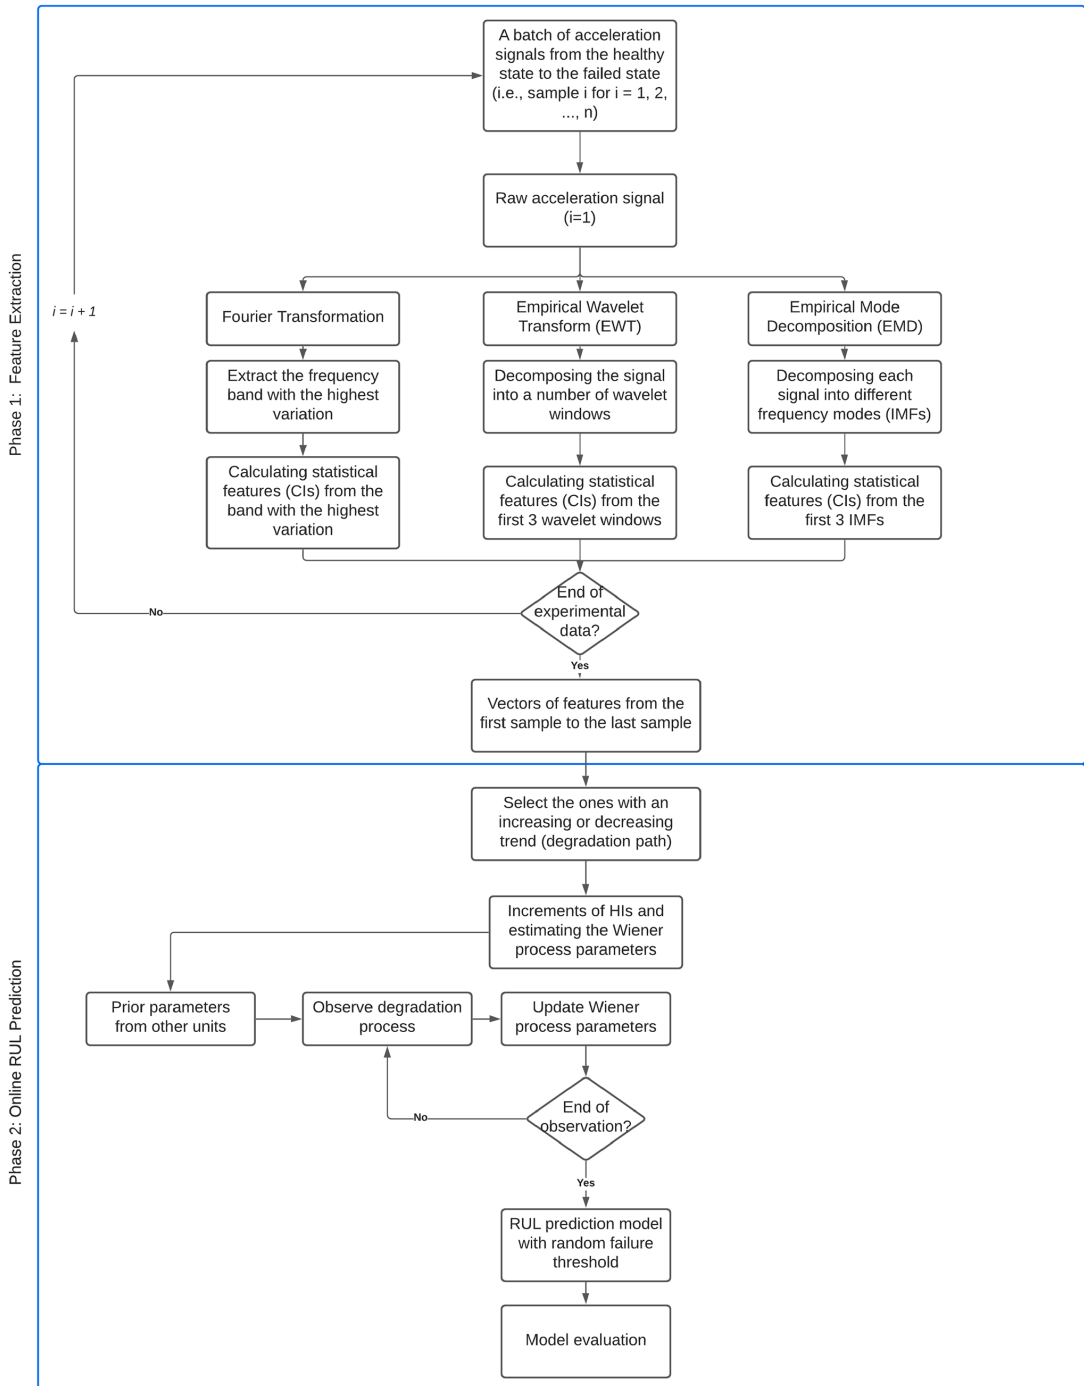 A batch of acceleration
signals from the healthy
state to the failed state
(i.e., sample i for i = 1, 2,
..., n)
Raw acceleration signal
(i=1)
Phase 1:  Feature Extraction
i = i + 1
Fourier Transformation
Empirical Wavelet
Transform (EWT)
Empirical Mode
Decomposition (EMD)
Extract the frequency
band with the highest
variation
Decomposing the signal
into a number of wavelet
windows
Decomposing each
signal into different
frequency modes (IMFs)
Calculating statistical
features (CIs) from the
band with the highest
variation
Calculating statistical
features (CIs) from the
first 3 wavelet windows
Calculating statistical
features (CIs) from the
first 3 IMFs
End of
experimental
data?
No
Yes
Vectors of features from the
first sample to the last sample
Select the ones with an
increasing or decreasing
trend (degradation path)
Increments of HIs and
estimating the Wiener
process parameters
Phase 2: Online RUL Prediction
Prior parameters
from other units
Observe degradation
process
Update Wiener
process parameters
End of
observation?
No
Yes
RUL prediction model
with random failure
threshold
Model evaluation